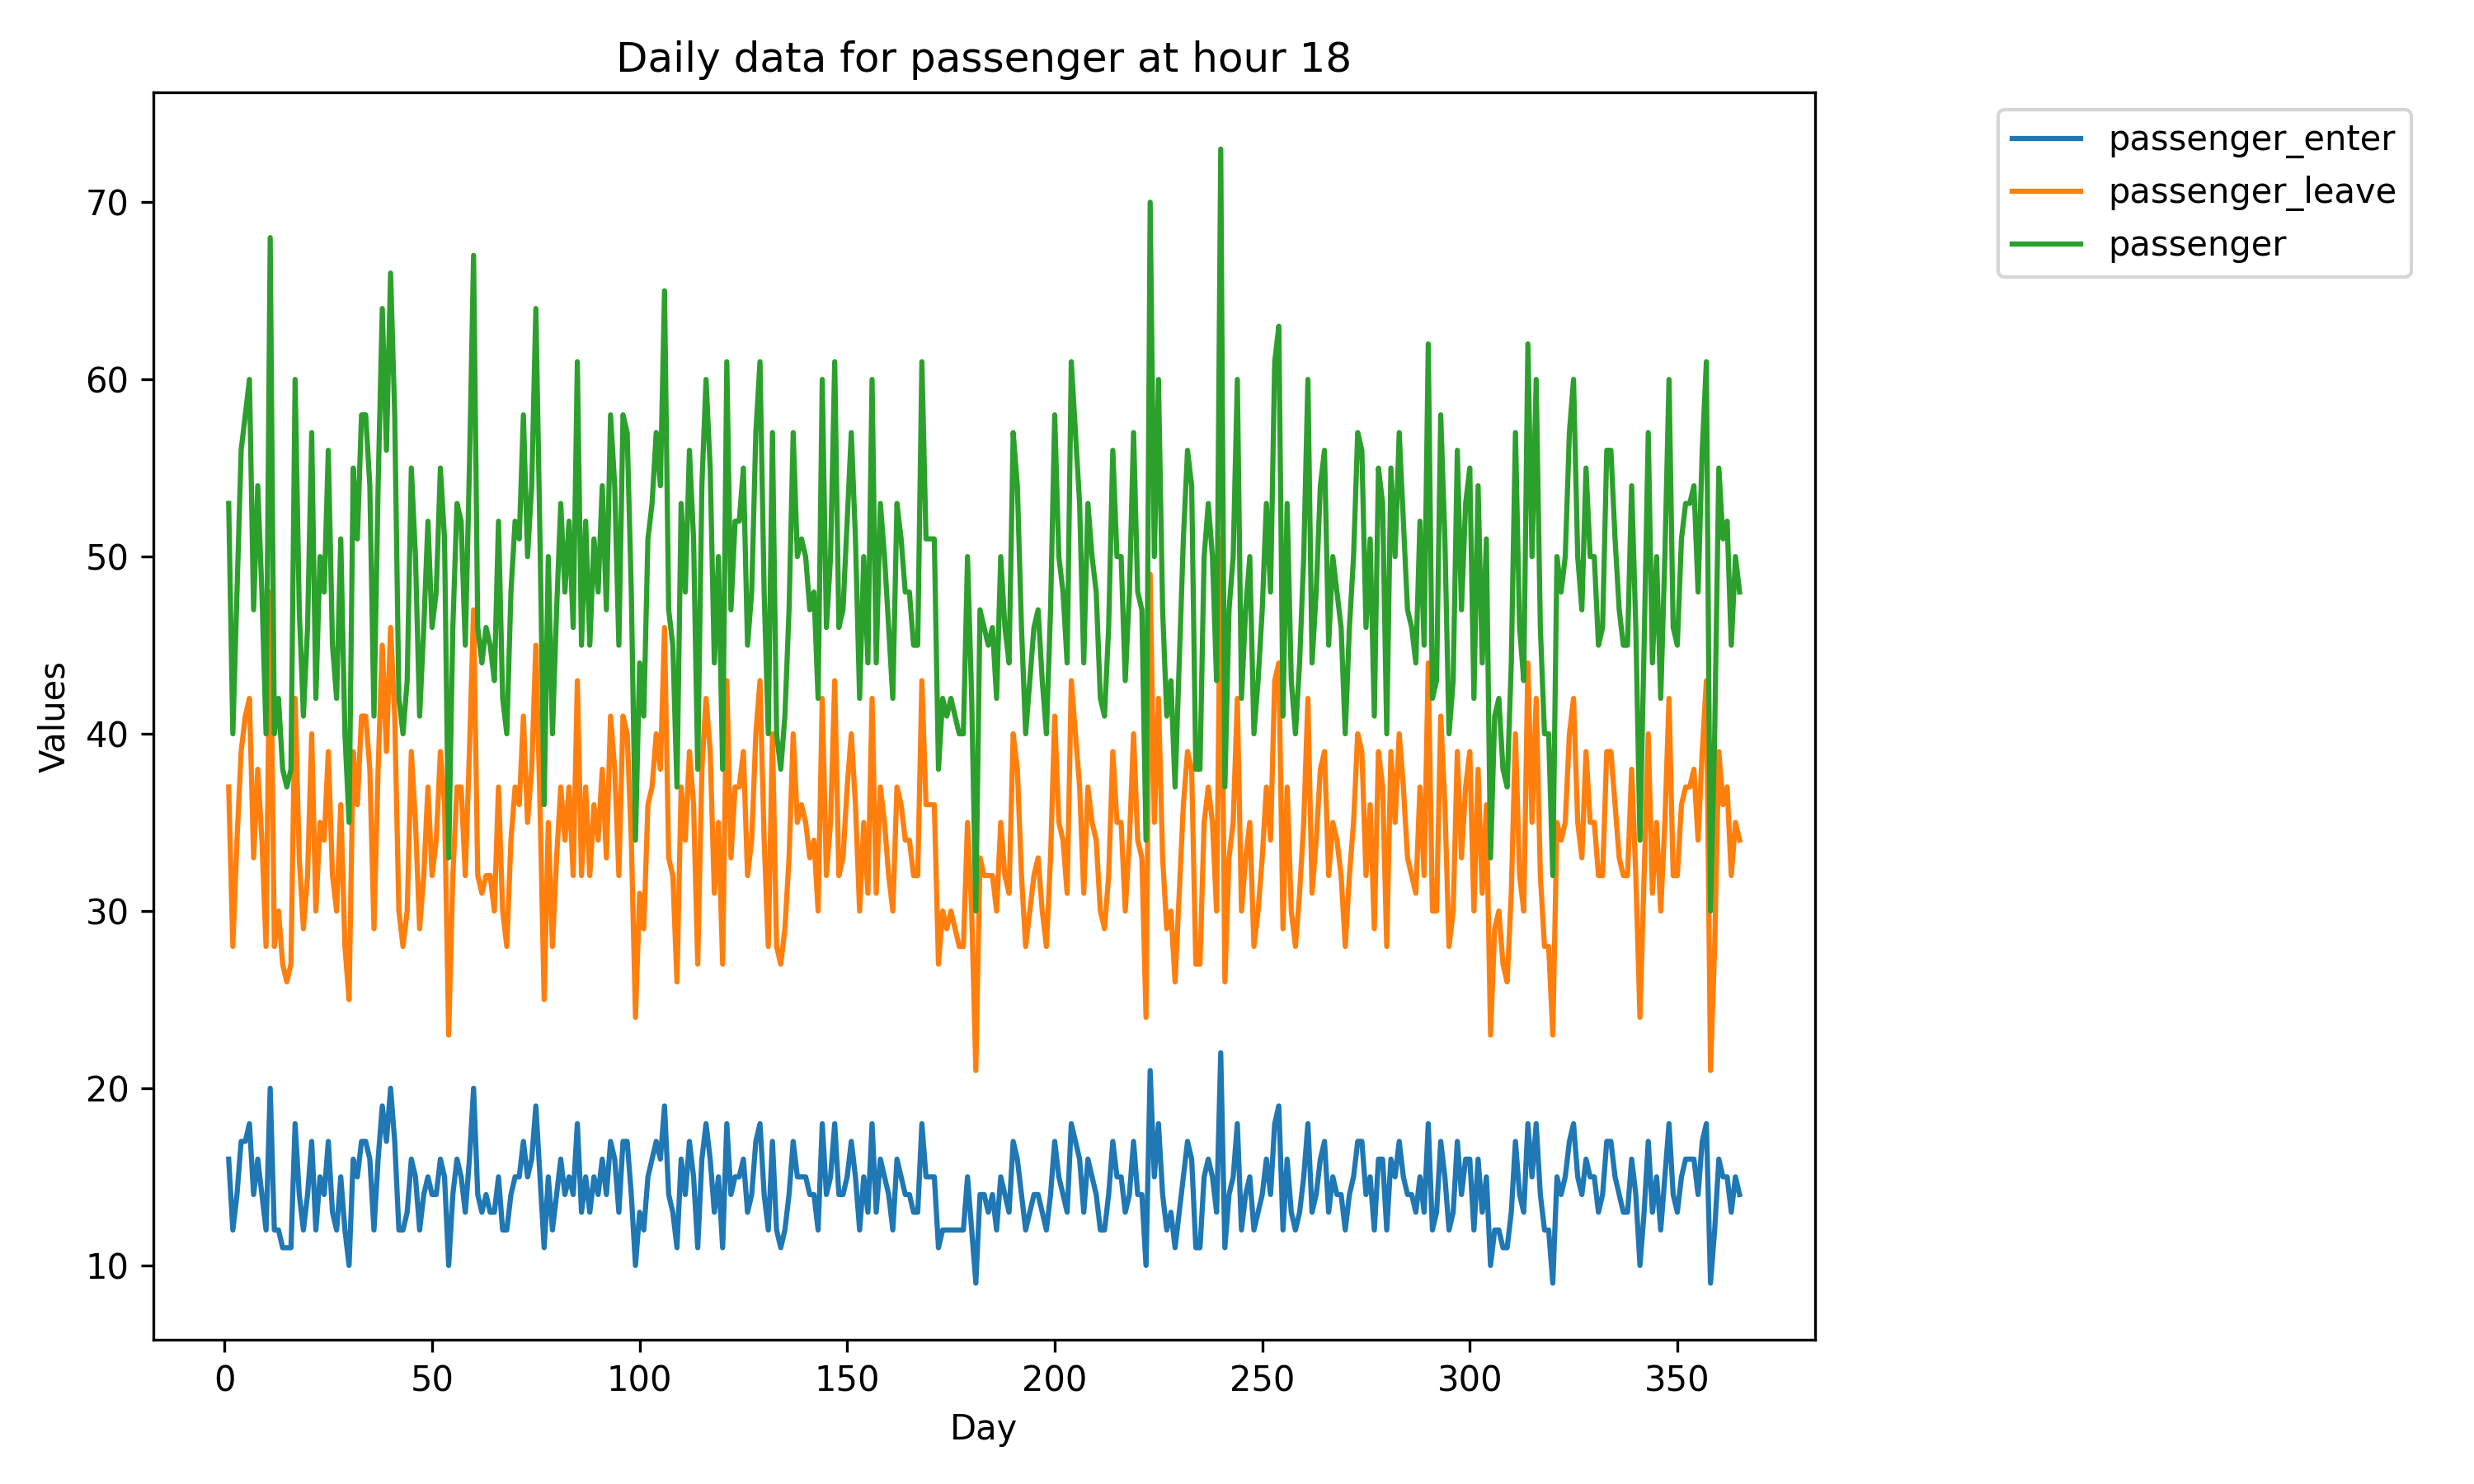 Daily data for passenger at hour 18
passenger_enter
passenger_leave
passenger
Values
70
60
50
40
30
20
10
0 50 100 150 200 250 300 350
Day